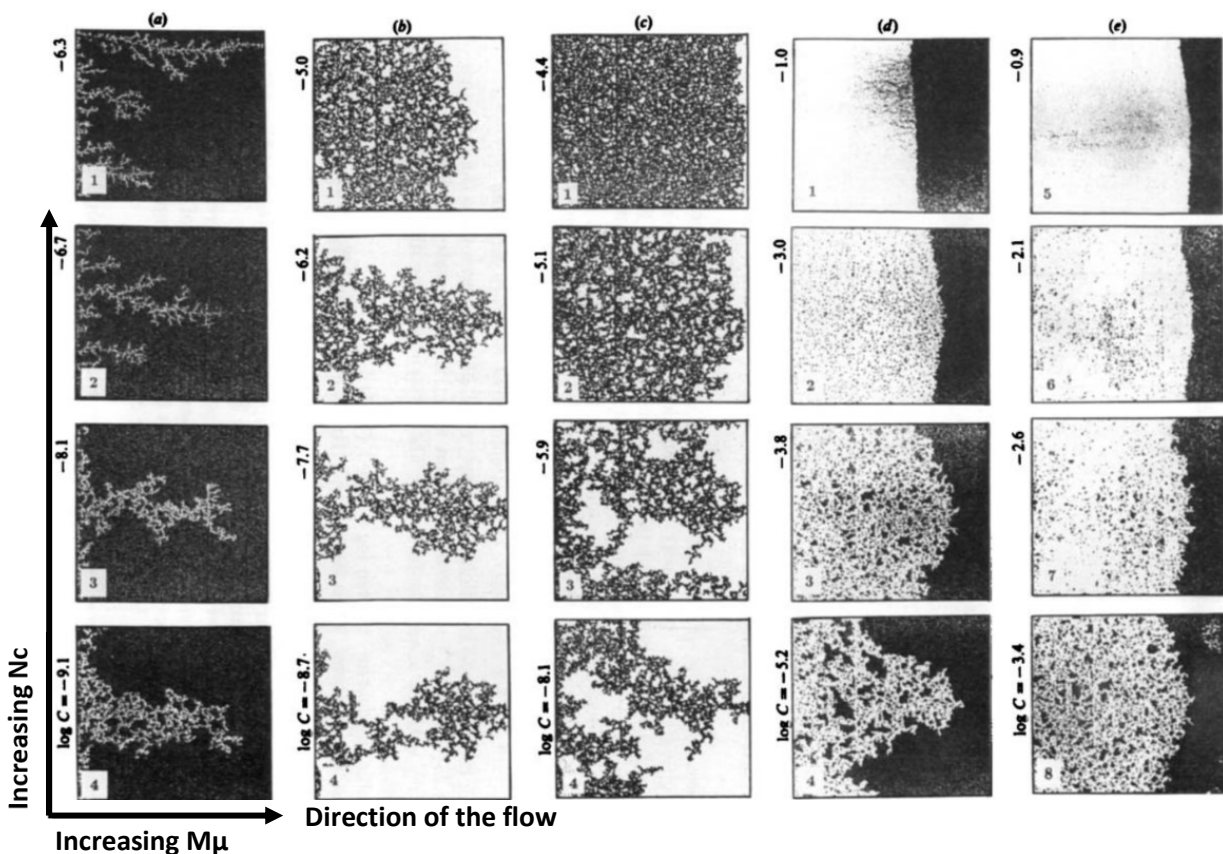 (a)
(b)
(c)
(d)
(e)
−6.3
−5.0
−4.4
−1.0
−0.9
1
1
1
1
5
−6.7
−6.2
−5.1
−3.0
−2.1
2
2
2
2
6
−8.1
−7.7
−5.9
−3.8
−2.6
3
3
3
3
7
log C = −9.1
log C = −8.7
log C = −8.1
log C = −5.2
log C = −3.4
4
4
4
4
8
Increasing Nc
Direction of the flow
Increasing Mμ